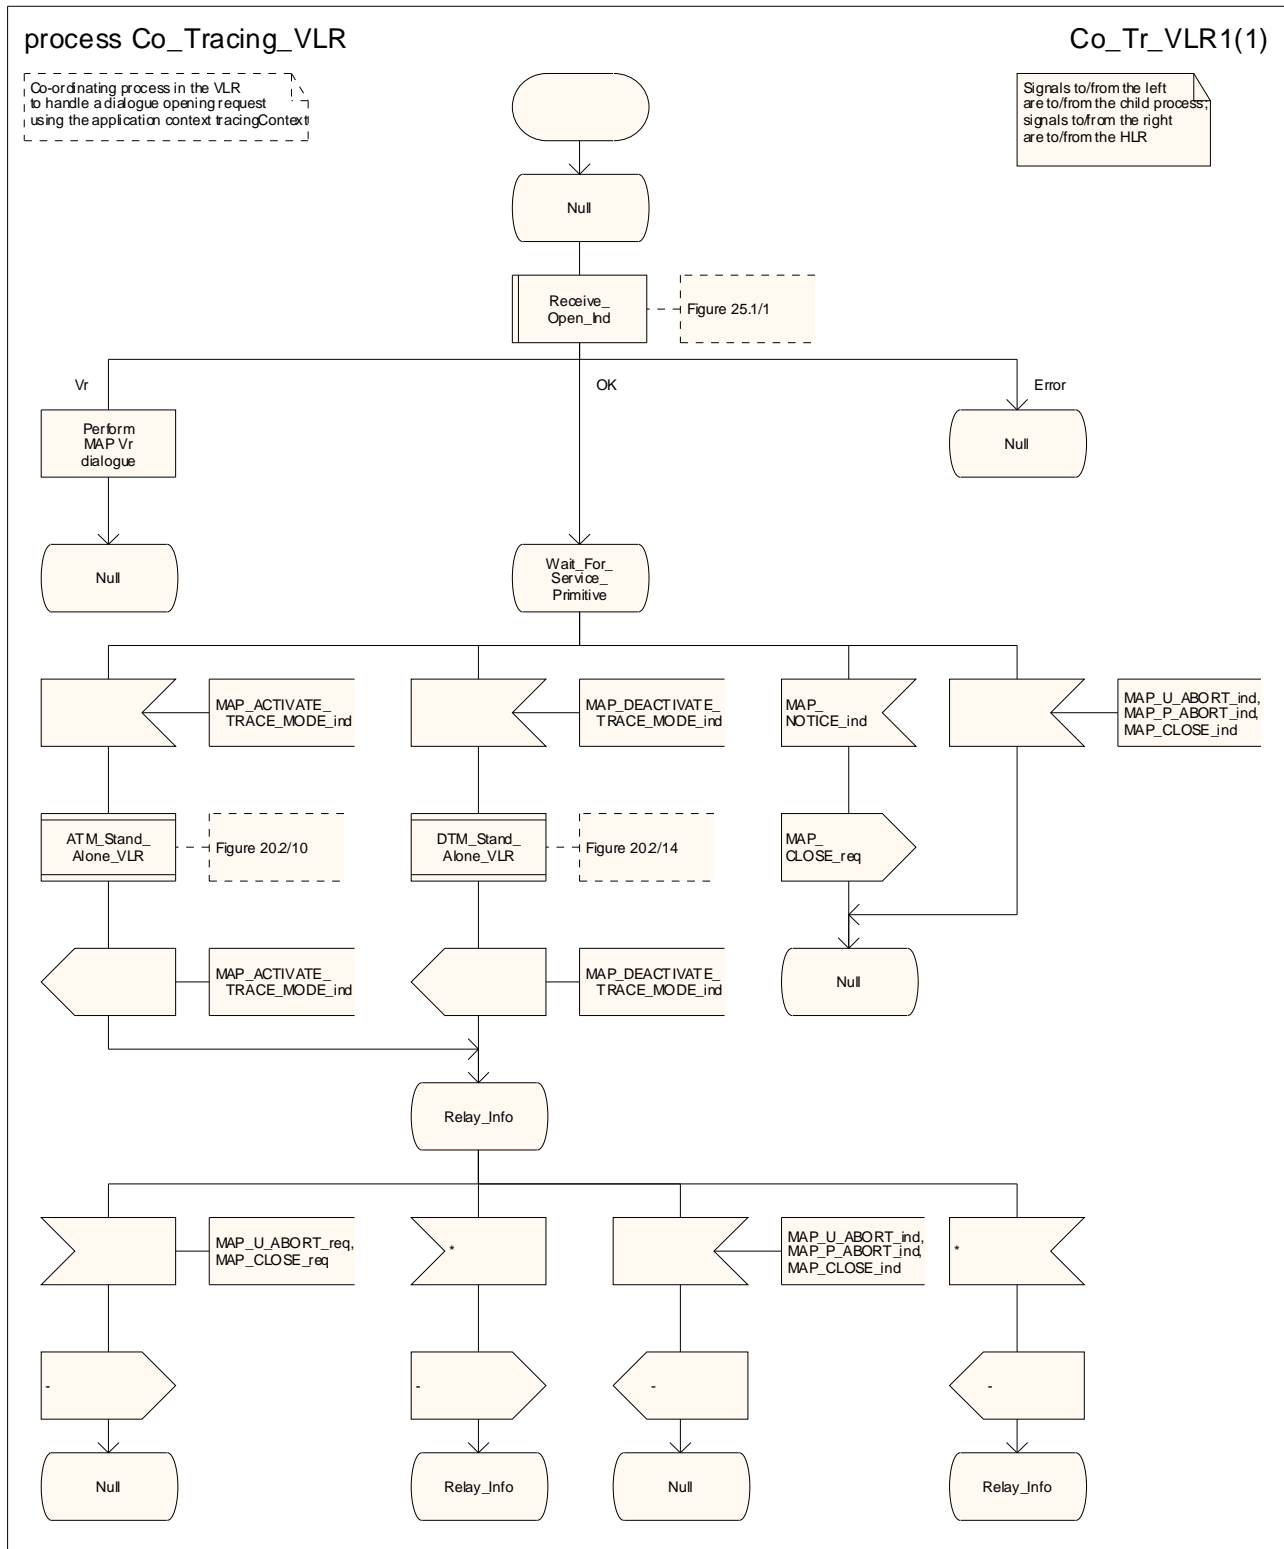 process Co_Tracing_VLR
Co_Tr_VLR1(1)
Co-ordinating process in the VLR
to handle a dialogue opening request
using the application context tracingContext
Signals to/from the left
are to/from the child process;
signals to/from the right
are to/from the HLR
Null
Receive_
Open_Ind
Figure 25.1/1
Vr
OK
Error
Perform
MAP Vr
dialogue
Null
Null
Wait_For_
Service_
Primitive
MAP_ACTIVATE_
TRACE_MODE_ind
MAP_DEACTIVATE_
TRACE_MODE_ind
MAP_
NOTICE_ind
MAP_U_ABORT_ind,
MAP_P_ABORT_ind,
MAP_CLOSE_ind
ATM_Stand_
Alone_VLR
Figure 20.2/10
DTM_Stand_
Alone_VLR
Figure 20.2/14
MAP_
CLOSE_req
MAP_ACTIVATE_
TRACE_MODE_ind
MAP_DEACTIVATE_
TRACE_MODE_ind
Null
Relay_Info
MAP_U_ABORT_req,
MAP_CLOSE_req
*
MAP_U_ABORT_ind,
MAP_P_ABORT_ind,
MAP_CLOSE_ind
*
-
-
-
-
Null
Relay_Info
Null
Relay_Info